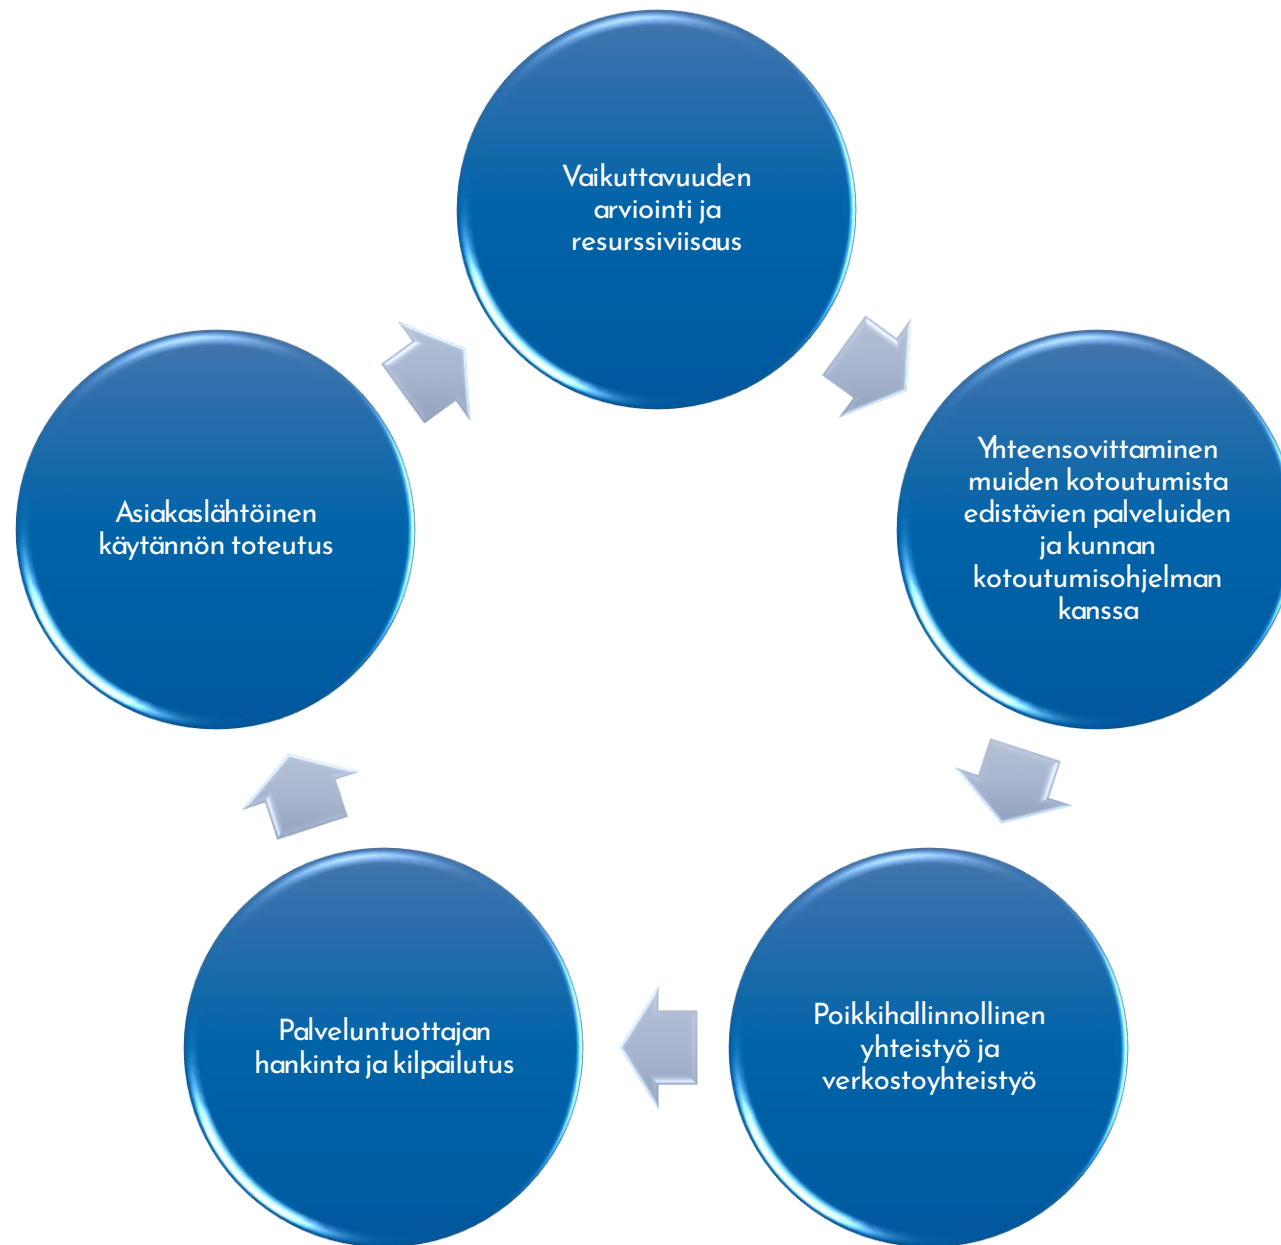 Vaikuttavuuden
arviointi ja
resurssiviisaus
Yhteensovittaminen
muiden kotoutumista
edistävien palveluiden
ja kunnan
kotoutumisohjelman
kanssa
Poikkihallinnollinen
yhteistyö ja
verkostoyhteistyö
Palveluntuottajan
hankinta ja kilpailutus
Asiakaslähtöinen
käytännön toteutus